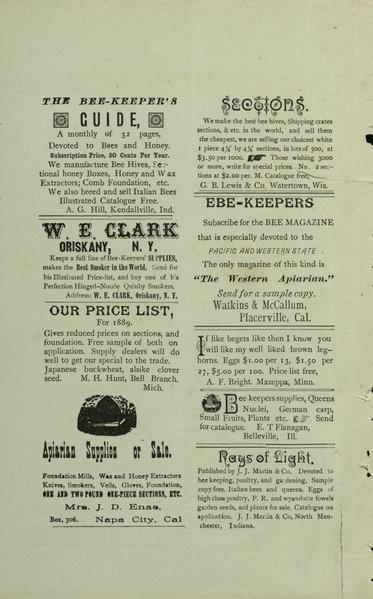 THE BEE-KEEPER'S
GUIDE,
A monthly of 32 pages,
Devoted to Bees and Honey.
Subscription Price, 50 Cents Per Year.
We manufacture Bee Hives, Sec-
tional honey Boxes, Honey and Wax
Extractors; Comb Foundation, etc.
We also breed and sell Italian Bees
Illustrated Catalogue Free.
A. G. Hill, Kendallville, Ind.
W. E. CLARK
ORISKANY, N. Y.
Keeps a full line of Bee-Keepers' SUPPLIES,
makes the Best Smoker in the World. Send for
his Illustrated Price-list, and buy one of his
Perfection Hinged-Nozzle Quinby Smokers.
Address: W. E. CLARK, Oriskany, N. Y.
OUR PRICE LIST,
For 1889.
Gives reduced prices on sections, and
foundation. Free sample of both on
application. Supply dealers will do
well to get our special to the trade.
Japanese buckwheat, alsike clover
seed. M. H. Hunt, Bell Branch.
Mich.
Apiarian Supplies or Sale.
Foundation Mills, Wax and Honey Extractors
Knives, Smokers, Veils, Gloves, Foundation,
ONE AND TWO POUND ONE-PIECE SECTIONS, ETC.
Mrs. J. D. Enas,
Box, 306. Napa City, Cal
SECTIONS.
We make the best bee hives, Shipping crates
sections, &c. in the world, and sell them
the cheapest, we are selling our choicest white
1 piece 4¼ by 4¼ sections, in lots of 500, at
$3,50 per 1000. Those wishing 3000
or more, write for special prices. No. 2 sec-
tions at $2.00 per M. Catalogue free,
G. B. Lewis & Co, Watertown, Wis.
EBE-KEEPERS
Subscribe for the BEE MAGAZINE
that is especially devoted to the
PACIFIC AND WESTERN STATE.
The only magazine of this kind is
"The Western Apiarian."
Send for a sample copy.
Watkins & McCallum,
Placerville, Cal.
If like begets like then I know you
will like my well liked brown leg-
horns. Eggs $1.00 per 13, $1.50 per
27, $5.00 per 100. Price list free,
A. F. Bright. Mazeppa, Minn.
Bee keepers supplies, Queens
Nuclei, German carp,
Small Fruits, Plants etc. Send
for catalogue. E. T Flanagan,
Belleville, Ill.
Rays of Light.
Published by J. J. Martin & Co. Devoted to
bee keeping, poultry, and gardening, Sample
copy free. Italian bees and queens. Eggs of
high class poultry, P. R. and wyandotte fowels
garden seeds, and plants for sale. Catalogue on
application. J. J. Martin & Co, North Man-
chester, Indiana.